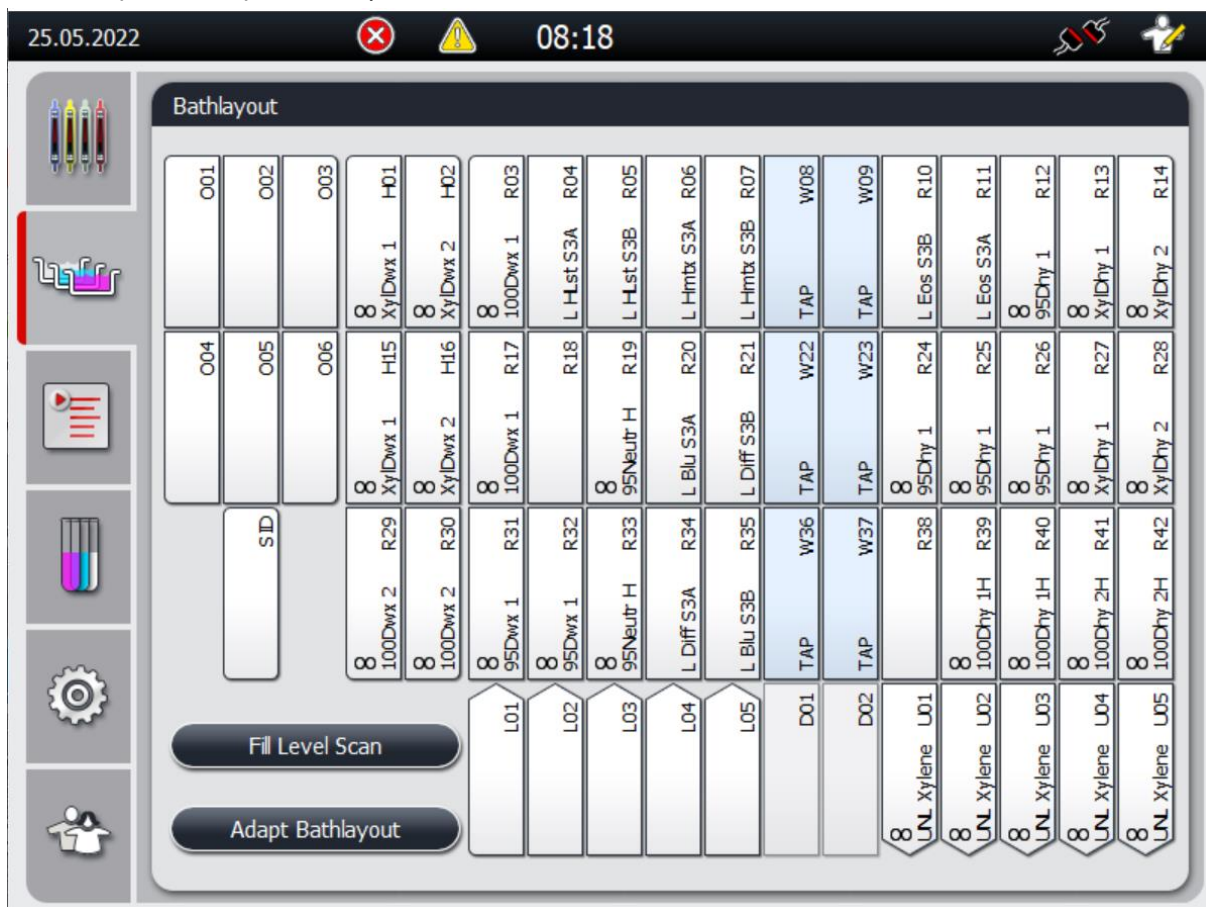 25.05.2022
08:18
Bathlayout
O01
O02
O03
H01 ∞ XylDwx 1
H02 ∞ XylDwx 2
R03 ∞ 100Dwx 1
R04 L HLst S3A
R05 L HLst S3B
R06 L Hmtx S3A
R07 L Hmtx S3B
W08 TAP
W09 TAP
R10 L Eos S3B
R11 L Eos S3A
R12 ∞ 95Dhy 1
R13 ∞ XylDhy 1
R14 ∞ XylDhy 2
O04
O05
O06
H15 ∞ XylDwx 1
H16 ∞ XylDwx 2
R17 ∞ 100Dwx 1
R18
R19 ∞ 95Neutr H
R20 L Blu S3A
R21 L Diff S3B
W22 TAP
W23 TAP
R24 ∞ 95Dhy 1
R25 ∞ 95Dhy 1
R26 ∞ 95Dhy 1
R27 ∞ XylDhy 1
R28 ∞ XylDhy 2
SID
R29 ∞ 100Dwx 2
R30 ∞ 100Dwx 2
R31 ∞ 95Dwx 1
R32 ∞ 95Dwx 1
R33 ∞ 95Neutr H
R34 L Diff S3A
R35 L Blu S3B
W36 TAP
W37 TAP
R38
R39 ∞ 100Dhy 1H
R40 ∞ 100Dhy 1H
R41 ∞ 100Dhy 2H
R42 ∞ 100Dhy 2H
L01
L02
L03
L04
L05
D01
D02
U01 ∞ UNL Xylene
U02 ∞ UNL Xylene
U03 ∞ UNL Xylene
U04 ∞ UNL Xylene
U05 ∞ UNL Xylene
Fill Level Scan
Adapt Bathlayout